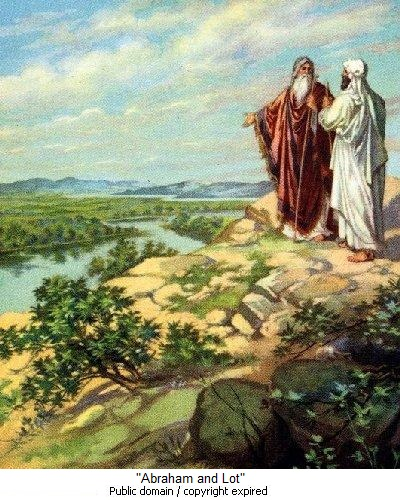 "Abraham and Lot"
Public domain / copyright expired